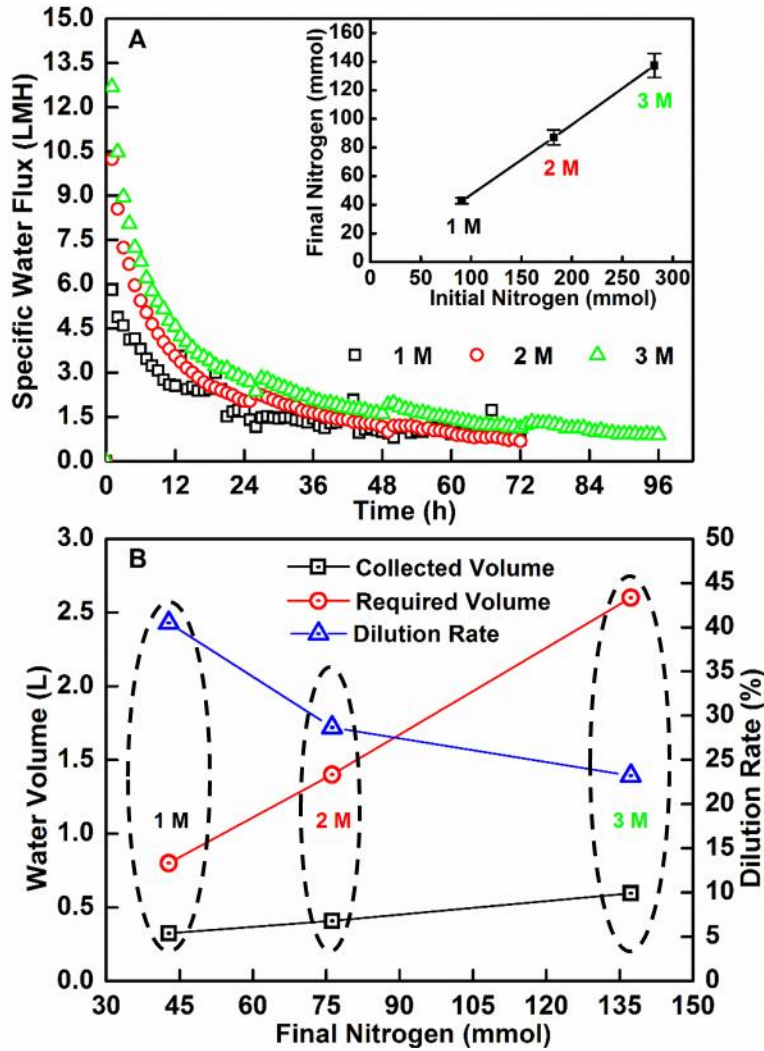 A
15.0
13.5
12.0
10.5
9.0
7.5
6.0
4.5
3.0
1.5
0.0
Specific Water Flux (LMH)
0 12 24 36 48 60 72 84 96
Time (h)
160
140
120
100
80
60
40
20
0
Final Nitrogen (mmol)
1 M
2 M
3 M
0 50 100 150 200 250 300
Initial Nitrogen (mmol)
1 M 2 M 3 M
B
3.0
2.5
2.0
1.5
1.0
0.5
0.0
Water Volume (L)
Collected Volume
Required Volume
Dilution Rate
1 M 2 M 3 M
50
45
40
35
30
25
20
15
10
5
0
Dilution Rate (%)
30 45 60 75 90 105 120 135 150
Final Nitrogen (mmol)